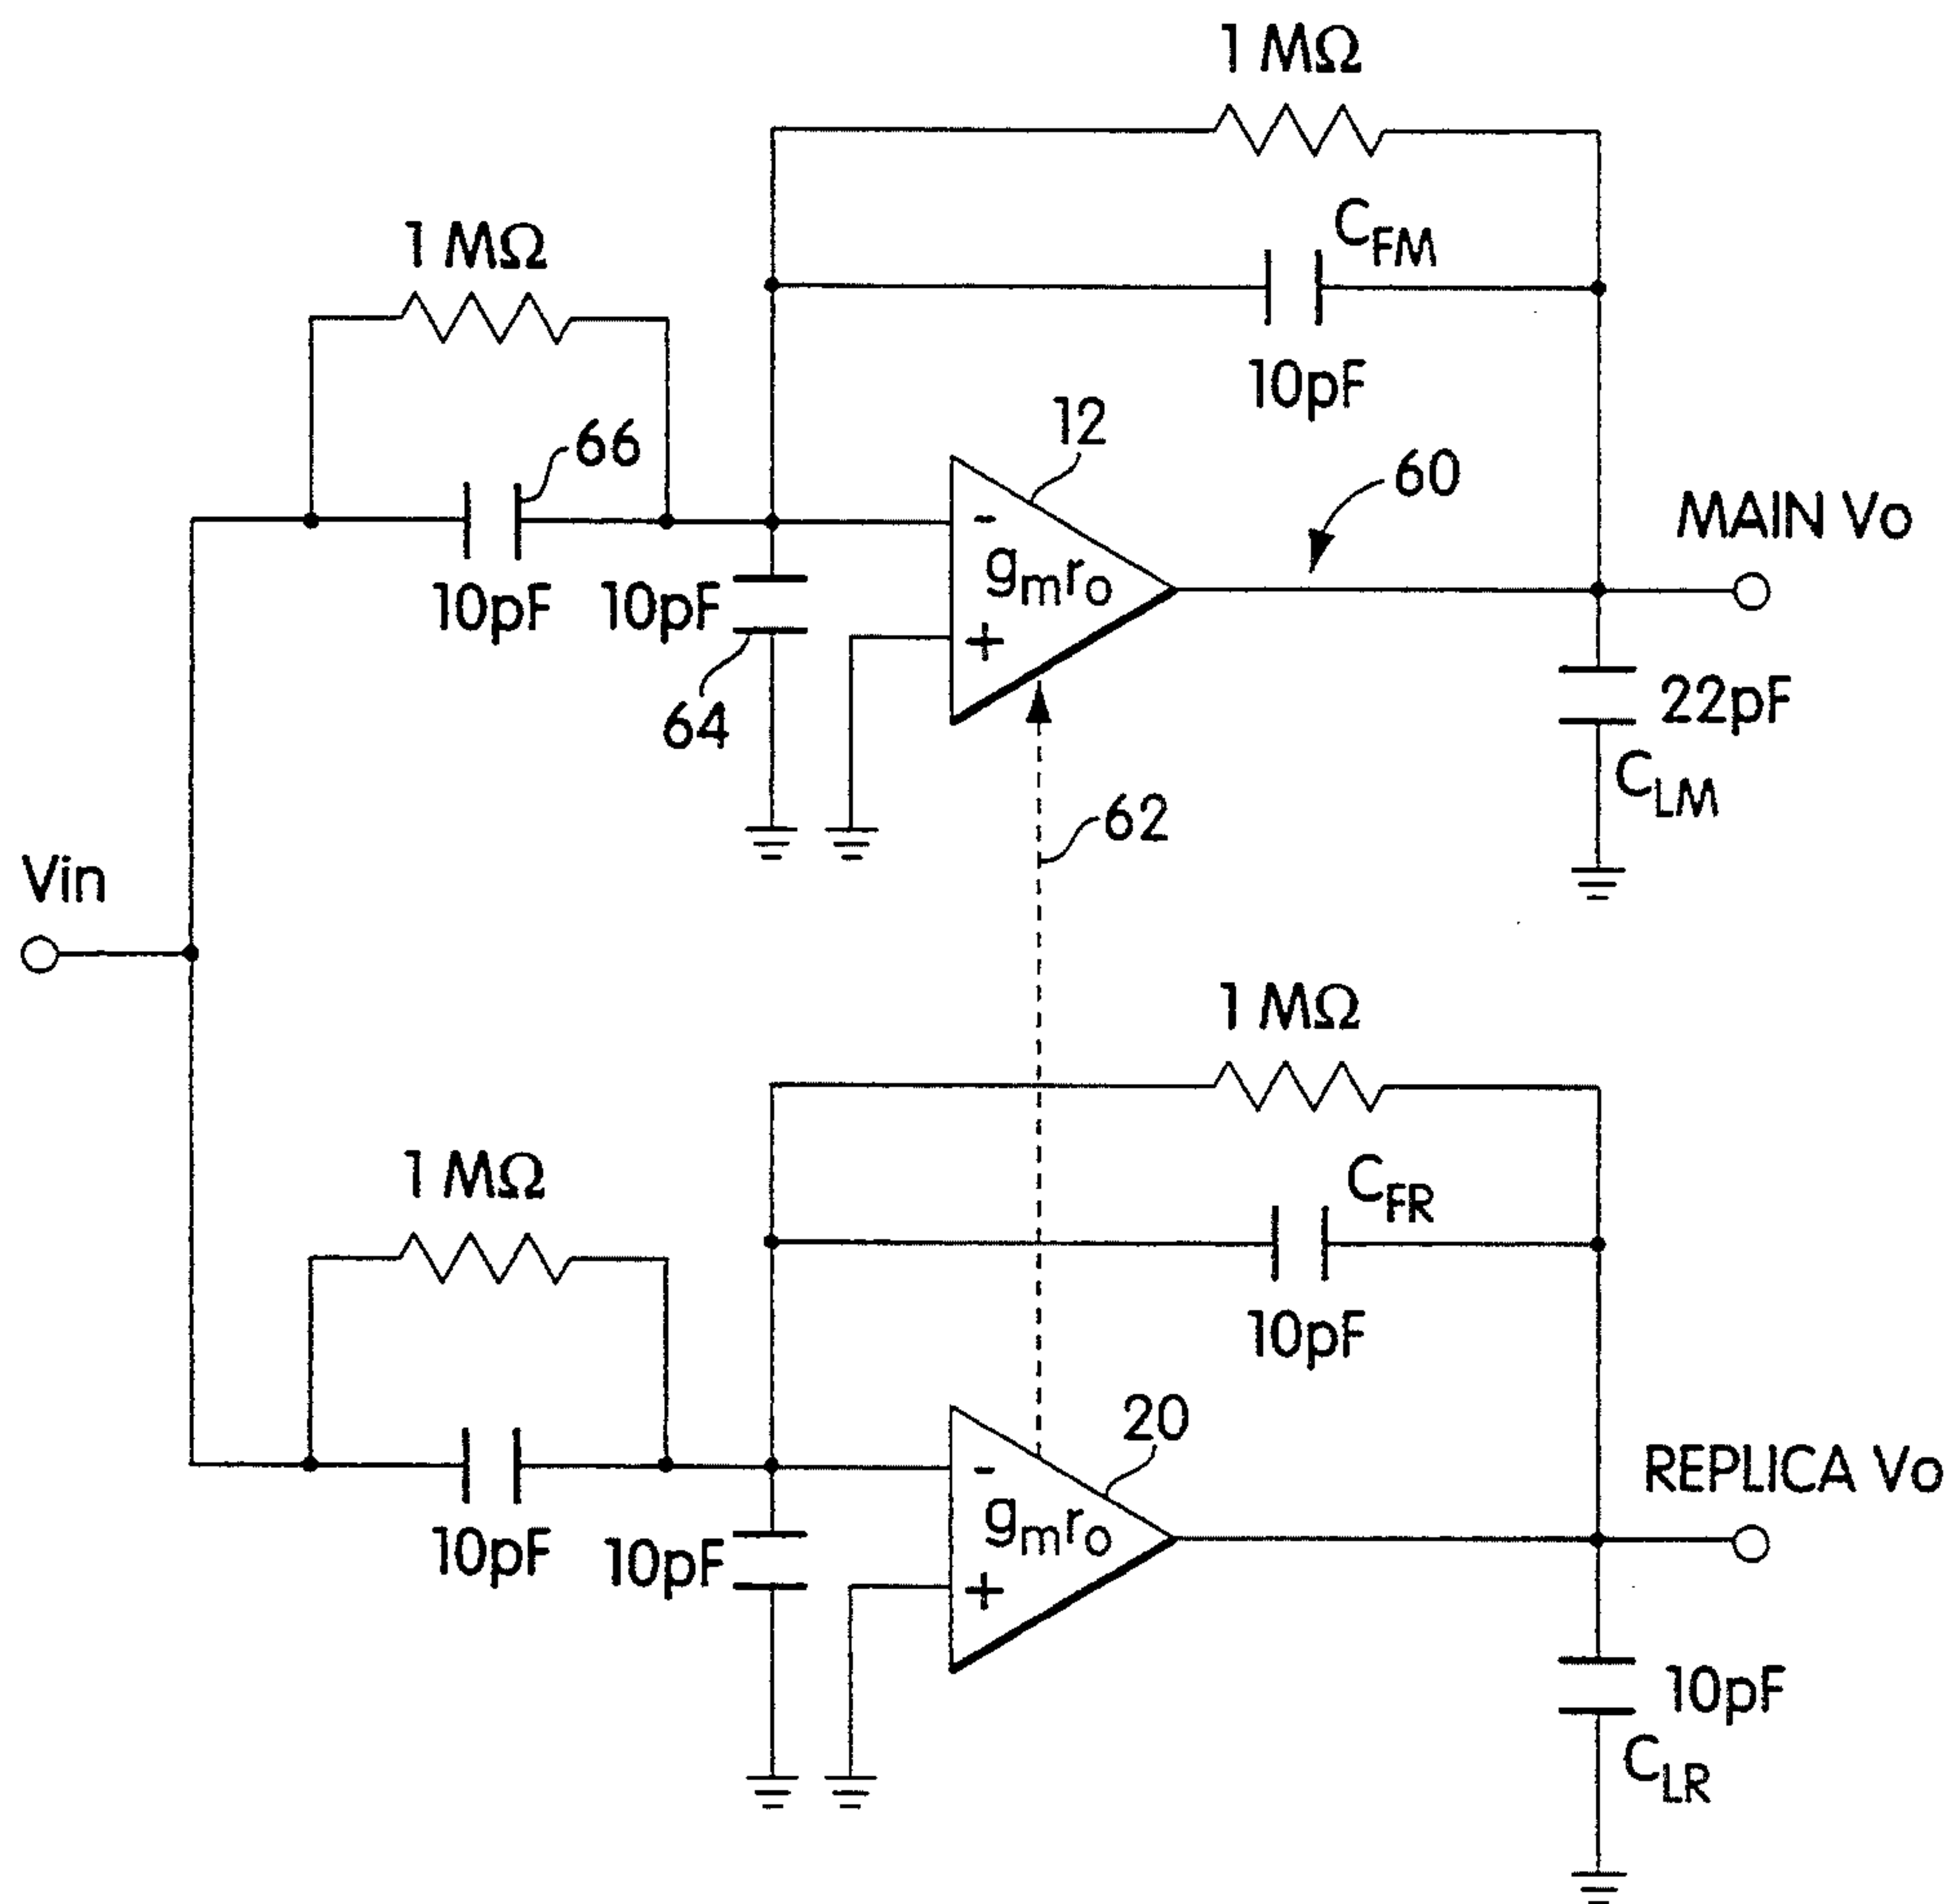 1 MΩ
C_FM
10pF
1 MΩ
66
10pF
10pF
64
12
- g_m r_o +
60
MAIN Vo
22pF
C_LM
62
Vin
1 MΩ
C_FR
10pF
1 MΩ
10pF
10pF
20
- g_m r_o +
REPLICA Vo
10pF
C_LR